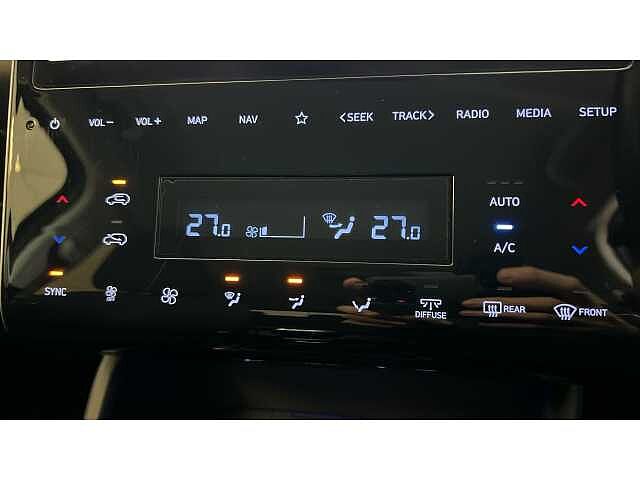 VOL− VOL+ MAP NAV <SEEK TRACK> RADIO MEDIA SETUP
27.0 27.0
AUTO
A/C
SYNC
DIFFUSE
REAR
FRONT